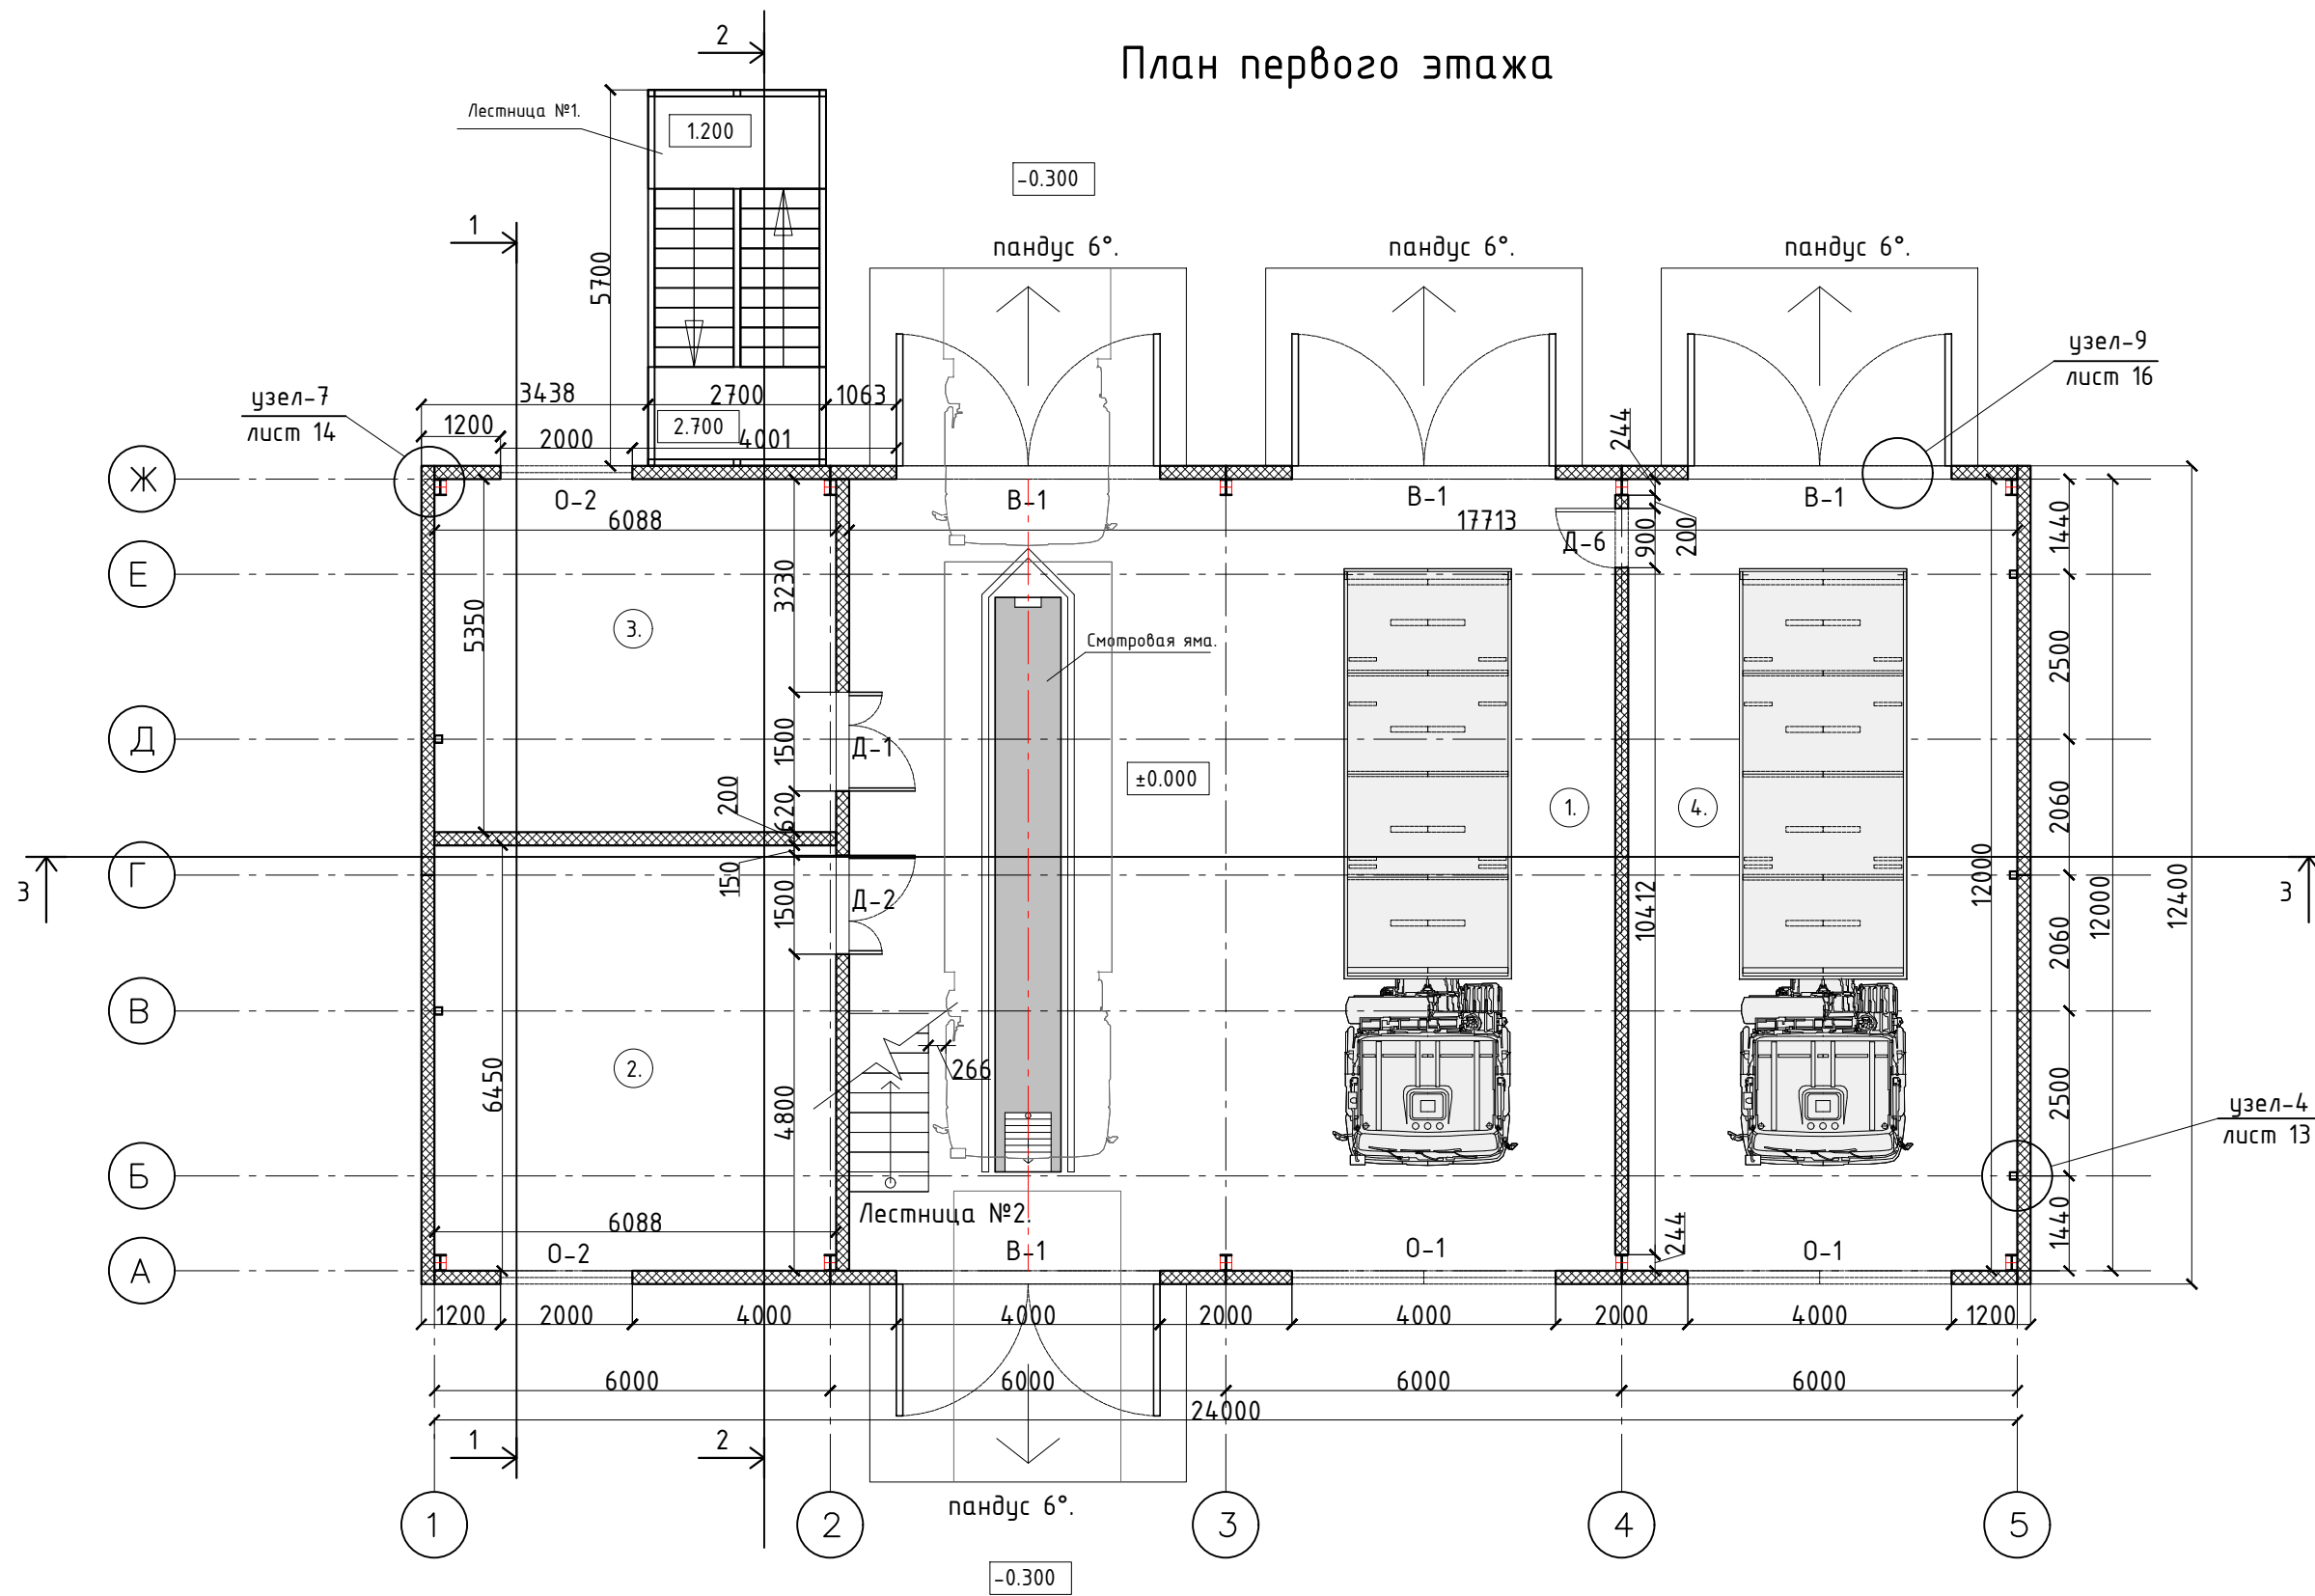 План первого этажа
2
Лестница №1.
1.200
-0.300
1
5700
пандус 6°.
пандус 6°.
пандус 6°.
узел-9
лист 16
узел-7
лист 14
3438
2700
1063
1200
2000
2.700
4001
244
Ж
О-2
В-1
В-1
В-1
6088
17713
Д-6
900
200
1440
Е
3230
5350
3.
Смотровая яма.
2500
Д
1500
Д-1
±0.000
200
620
1.
4.
2060
3
Г
150
1500
Д-2
10412
12000
12000
12400
3
2060
В
266
2.
6450
4800
2500
узел-4
лист 13
Б
6088
Лестница №2.
244
1440
А
О-2
В-1
О-1
О-1
1200
2000
4000
4000
2000
4000
2000
4000
1200
6000
6000
6000
6000
24000
1
2
пандус 6°.
1
2
3
4
5
-0.300